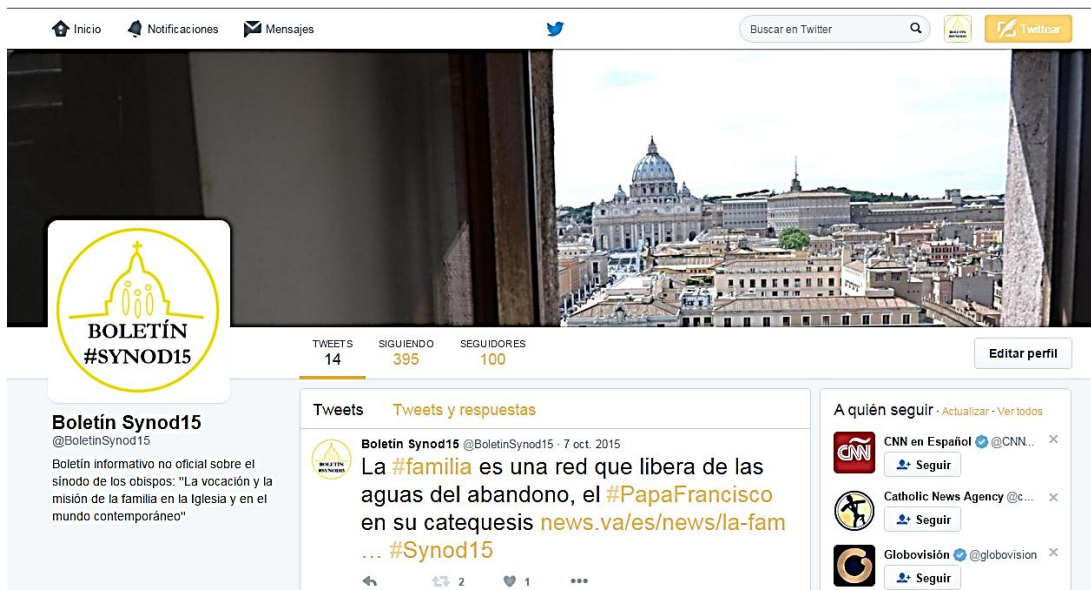 Inicio Notificaciones Mensajes Buscar en Twitter Twittear
BOLETÍN
#SYNOD15
TWEETS SIGUIENDO SEGUIDORES
14 395 100
Editar perfil
Boletín Synod15
@BoletinSynod15
Boletín informativo no oficial sobre el
sínodo de los obispos: "La vocación y la
misión de la familia en la Iglesia y en el
mundo contemporáneo"
Tweets Tweets y respuestas
BOLETÍN
#SYNOD15
Boletín Synod15 @BoletinSynod15 · 7 oct. 2015
La #familia es una red que libera de las
aguas del abandono, el #PapaFrancisco
en su catequesis news.va/es/news/la-fam
... #Synod15
2 1
A quién seguir · Actualizar · Ver todos
CNN
CNN en Español @CNN...
Seguir
Catholic News Agency @c...
Seguir
Globovisión @globovision
Seguir